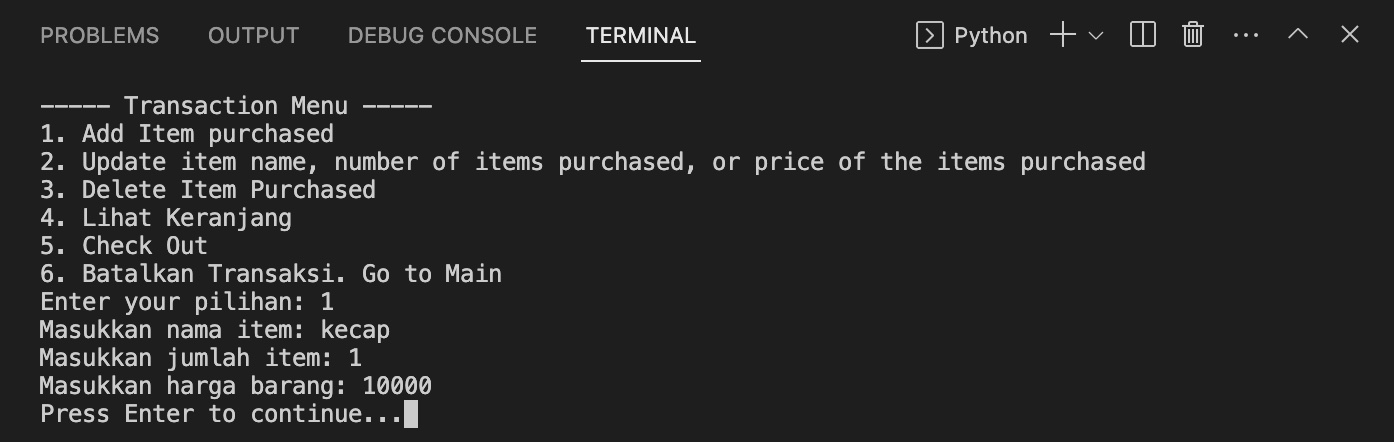 PROBLEMS OUTPUT DEBUG CONSOLE TERMINAL Python
----- Transaction Menu -----
1. Add Item purchased
2. Update item name, number of items purchased, or price of the items purchased
3. Delete Item Purchased
4. Lihat Keranjang
5. Check Out
6. Batalkan Transaksi. Go to Main
Enter your pilihan: 1
Masukkan nama item: kecap
Masukkan jumlah item: 1
Masukkan harga barang: 10000
Press Enter to continue...